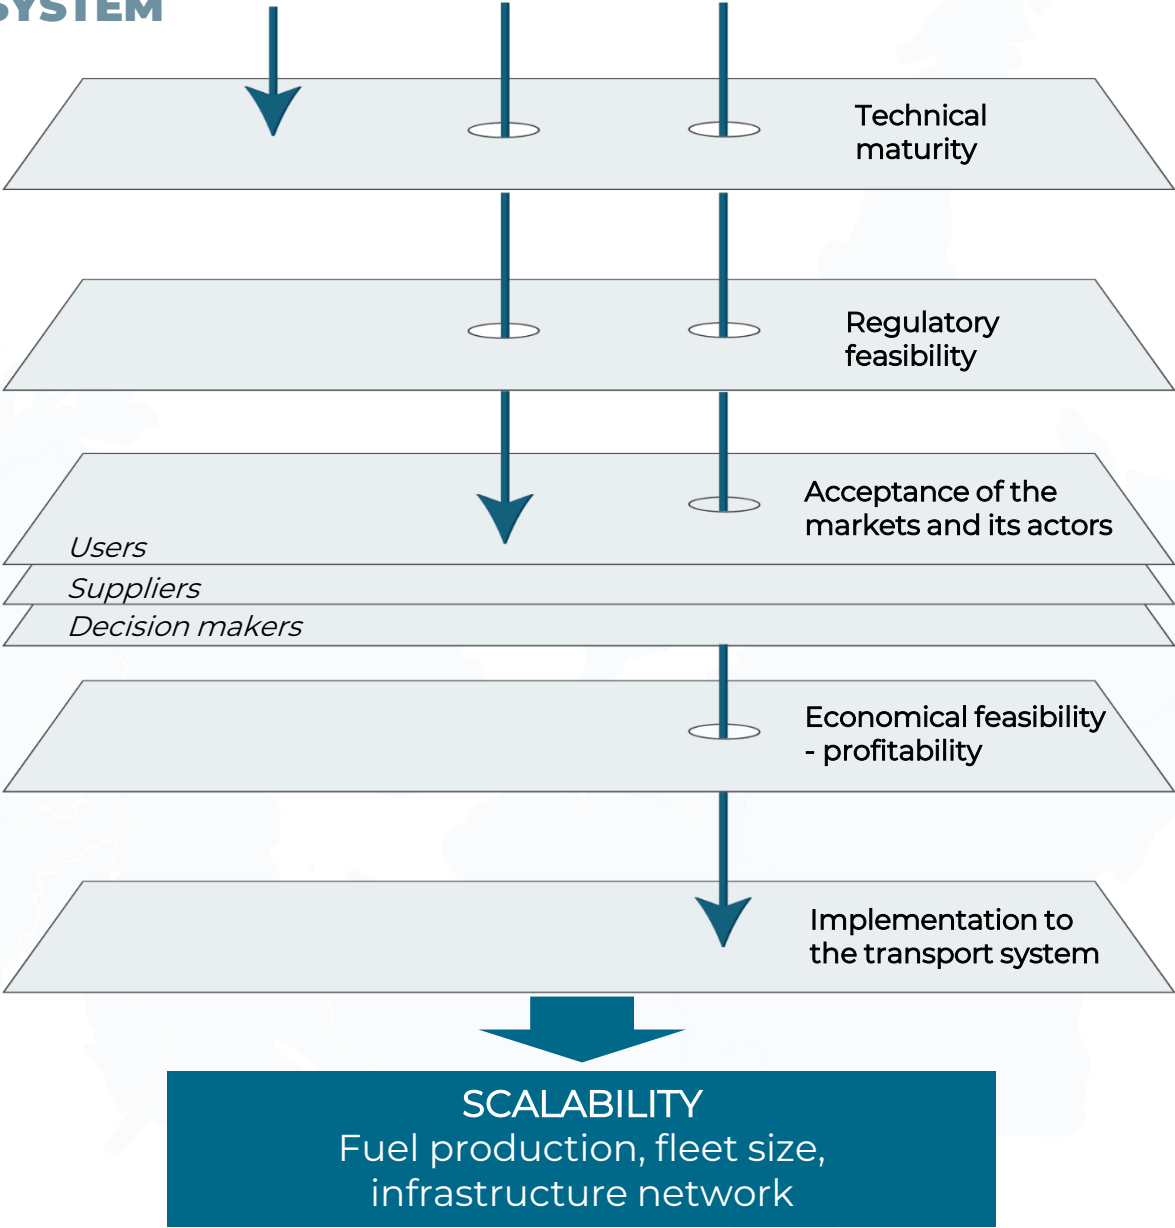 SYSTEM
Technical
maturity
Regulatory
feasibility
Acceptance of the
markets and its actors
Users
Suppliers
Decision makers
Economical feasibility
- profitability
Implementation to
the transport system
SCALABILITY
Fuel production, fleet size,
infrastructure network